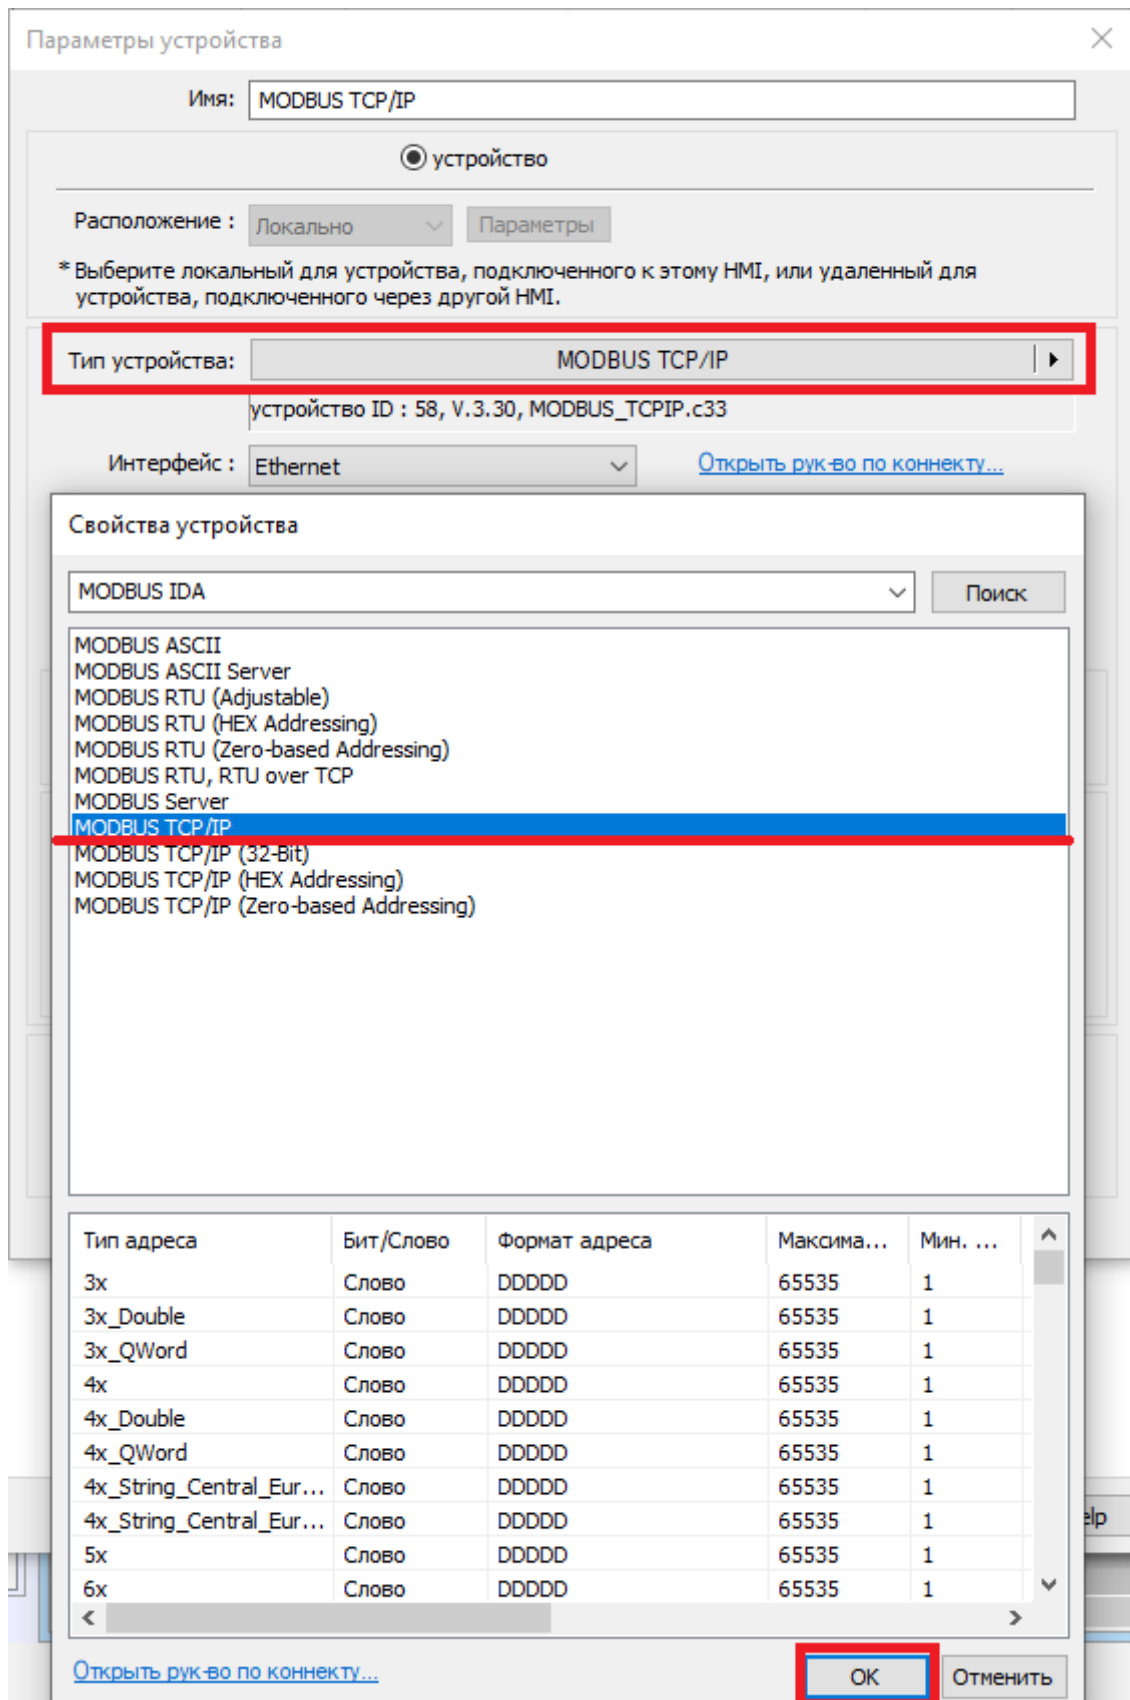 Параметры устройства
Имя: MODBUS TCP/IP
устройство
Расположение : Локально Параметры
* Выберите локальный для устройства, подключенного к этому HMI, или удаленный для
устройства, подключенного через другой HMI.
Тип устройства: MODBUS TCP/IP
устройство ID : 58, V.3.30, MODBUS_TCPIP.c33
Интерфейс : Ethernet Открыть рук-во по коннекту...
Свойства устройства
MODBUS IDA Поиск
MODBUS ASCII
MODBUS ASCII Server
MODBUS RTU (Adjustable)
MODBUS RTU (HEX Addressing)
MODBUS RTU (Zero-based Addressing)
MODBUS RTU, RTU over TCP
MODBUS Server
MODBUS TCP/IP
MODBUS TCP/IP (32-Bit)
MODBUS TCP/IP (HEX Addressing)
MODBUS TCP/IP (Zero-based Addressing)
Тип адреса Бит/Слово Формат адреса Максима... Мин. ...
3x Слово DDDDD 65535 1
3x_Double Слово DDDDD 65535 1
3x_QWord Слово DDDDD 65535 1
4x Слово DDDDD 65535 1
4x_Double Слово DDDDD 65535 1
4x_QWord Слово DDDDD 65535 1
4x_String_Central_Eur... Слово DDDDD 65535 1
4x_String_Central_Eur... Слово DDDDD 65535 1
5x Слово DDDDD 65535 1
6x Слово DDDDD 65535 1
elp
Открыть рук-во по коннекту... OK Отменить